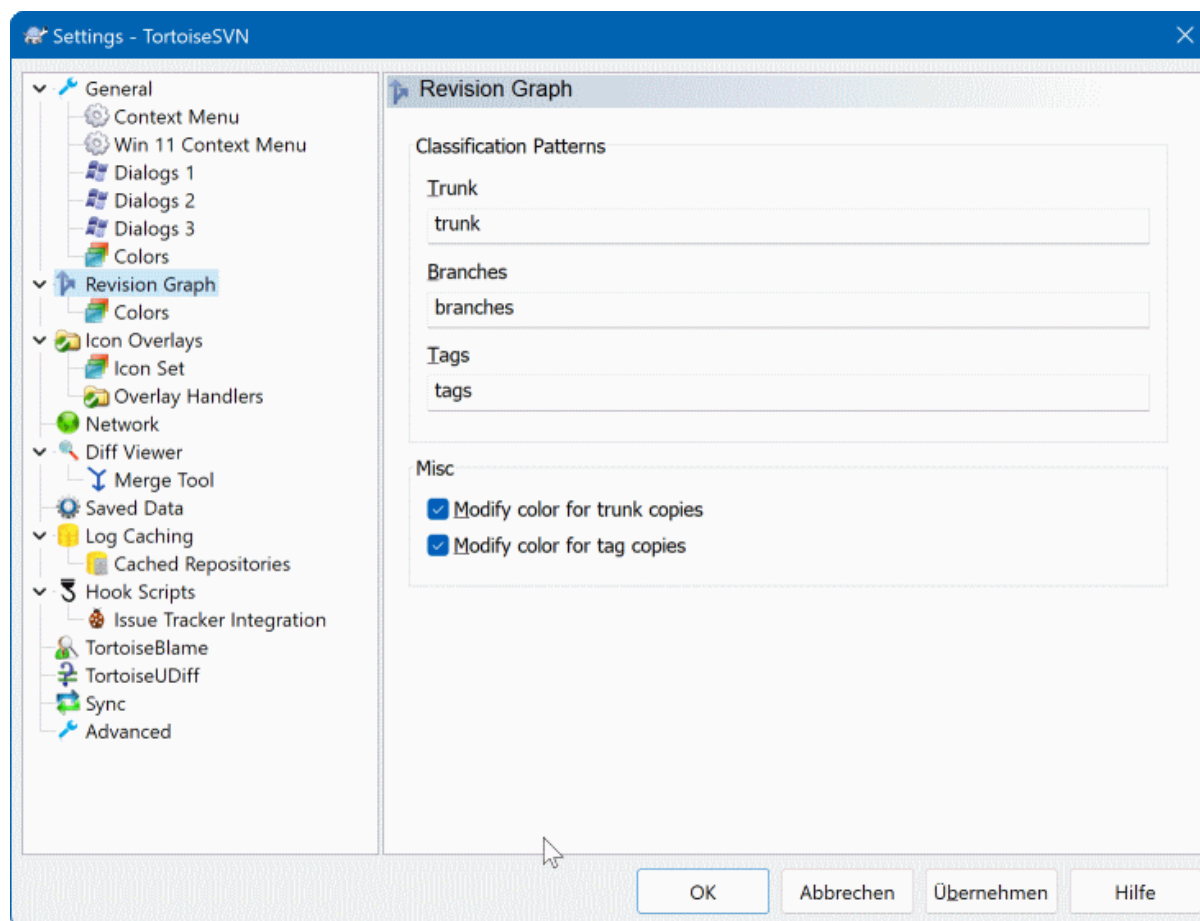 Settings - TortoiseSVN
General
Context Menu
Win 11 Context Menu
Dialogs 1
Dialogs 2
Dialogs 3
Colors
Revision Graph
Colors
Icon Overlays
Icon Set
Overlay Handlers
Network
Diff Viewer
Merge Tool
Saved Data
Log Caching
Cached Repositories
Hook Scripts
Issue Tracker Integration
TortoiseBlame
TortoiseUDiff
Sync
Advanced
Revision Graph
Classification Patterns
Trunk
trunk
Branches
branches
Tags
tags
Misc
Modify color for trunk copies
Modify color for tag copies
OK Abbrechen Übernehmen Hilfe